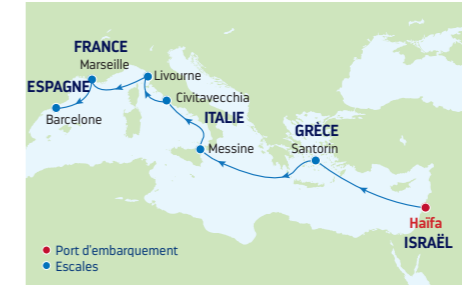 FRANCE
Marseille
Livourne
ESPAGNE
Civitavecchia
Barcelone
ITALIE
GRÈCE
Messine
Santorin
Haïfa
ISRAËL
Port d'embarquement
Escales